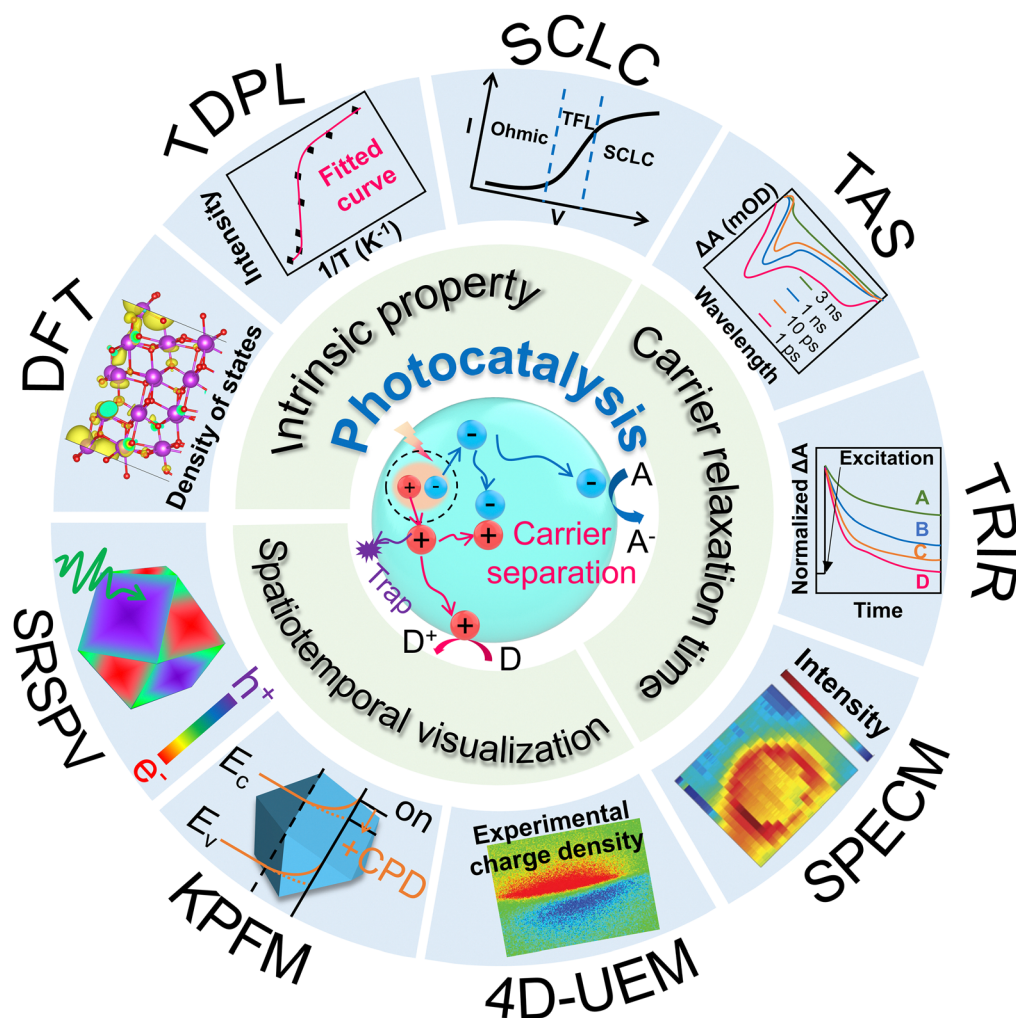 SCLC
I
Ohmic
TFL
SCLC
V
TAS
ΔA (mOD)
Wavelength
3 ns
1 ns
10 ps
1 ps
TRIR
Normalized ΔA
Excitation
A
B
C
D
Time
SPECM
Intensity
4D-UEM
Experimental
charge density
KPFM
E_C
E_V
on
+CPD
SRSPV
h⁺
e⁻
DFT
Density of states
TDPL
Intensity
Fitted
curve
1/T (K⁻¹)
Intrinsic property
Carrier relaxation time
Spatiotemporal visualization
Photocatalysis
-
+
-
-
A
A⁻
-
+
+
Carrier
separation
Trap
+
D⁺
D